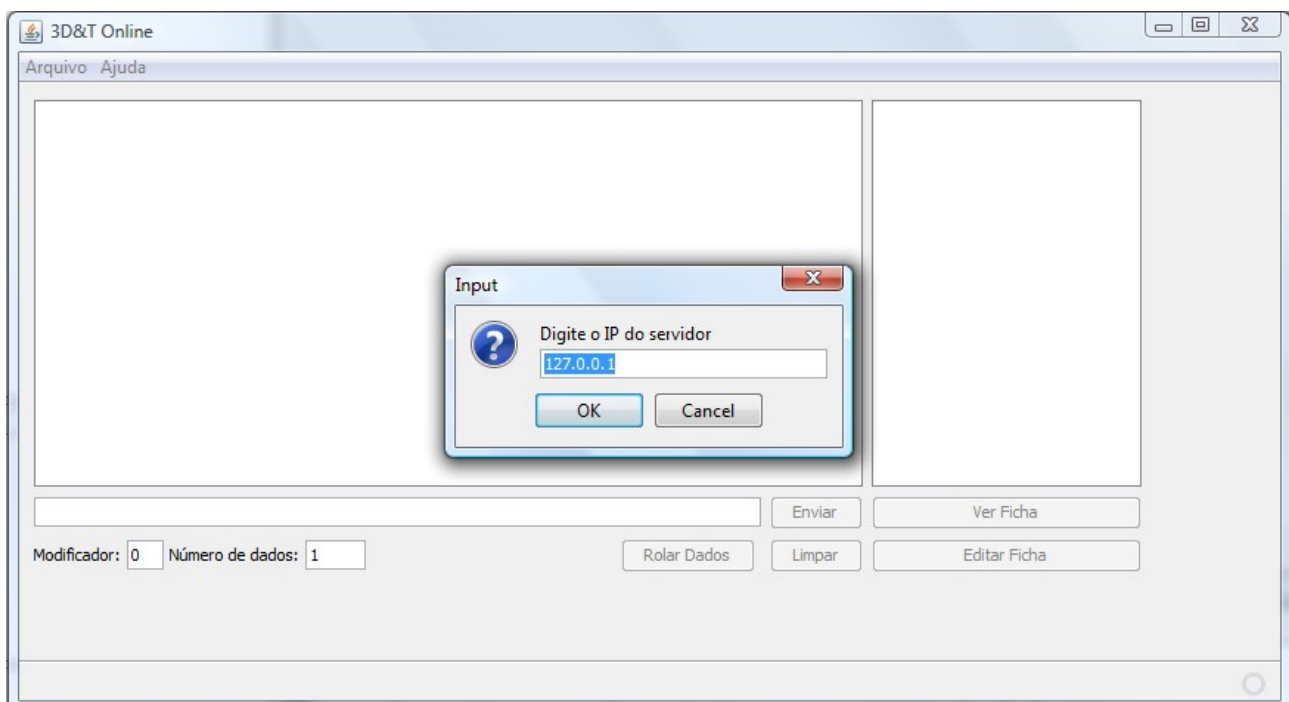 3D&T Online
Arquivo Ajuda
Input
Digite o IP do servidor
127.0.0.1
OK Cancel
Enviar Ver Ficha
Modificador: 0 Número de dados: 1 Rolar Dados Limpar Editar Ficha